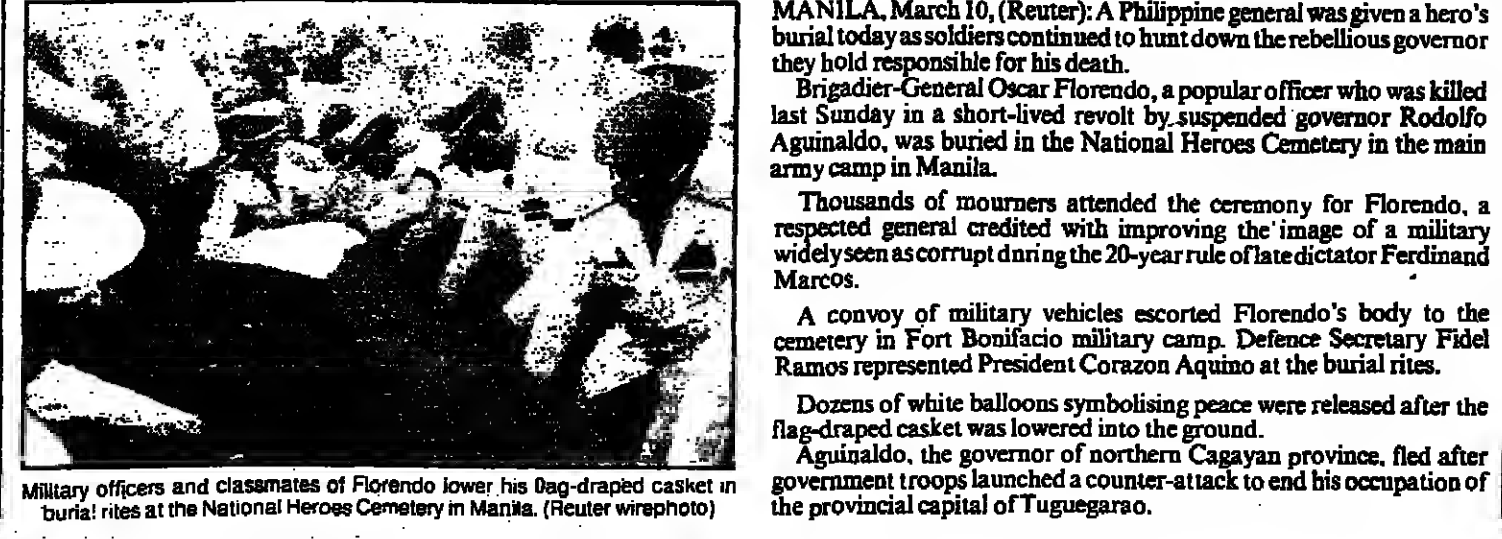 Military officers and classmates of Florendo lower his flag-draped casket in
burial rites at the National Heroes Cemetery in Manila. (Reuter wirephoto)
MANILA, March 10, (Reuter): A Philippine general was given a hero's
burial today as soldiers continued to hunt down the rebellious governor
they hold responsible for his death.
Brigadier-General Oscar Florendo, a popular officer who was killed
last Sunday in a short-lived revolt by suspended governor Rodolfo
Aguinaldo, was buried in the National Heroes Cemetery in the main
army camp in Manila.
Thousands of mourners attended the ceremony for Florendo, a
respected general credited with improving the image of a military
widely seen as corrupt during the 20-year rule of late dictator Ferdinand
Marcos.
A convoy of military vehicles escorted Florendo's body to the
cemetery in Fort Bonifacio military camp. Defence Secretary Fidel
Ramos represented President Corazon Aquino at the burial rites.
Dozens of white balloons symbolising peace were released after the
flag-draped casket was lowered into the ground.
Aguinaldo, the governor of northern Cagayan province, fled after
government troops launched a counter-attack to end his occupation of
the provincial capital of Tuguegarao.